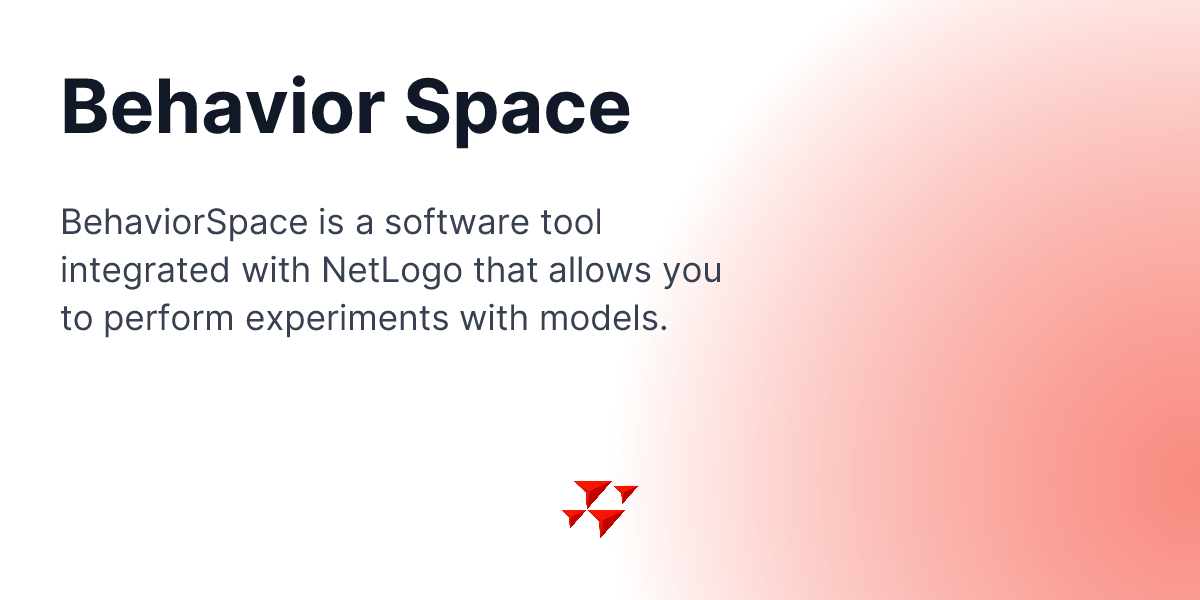 Behavior Space
BehaviorSpace is a software tool
integrated with NetLogo that allows you
to perform experiments with models.